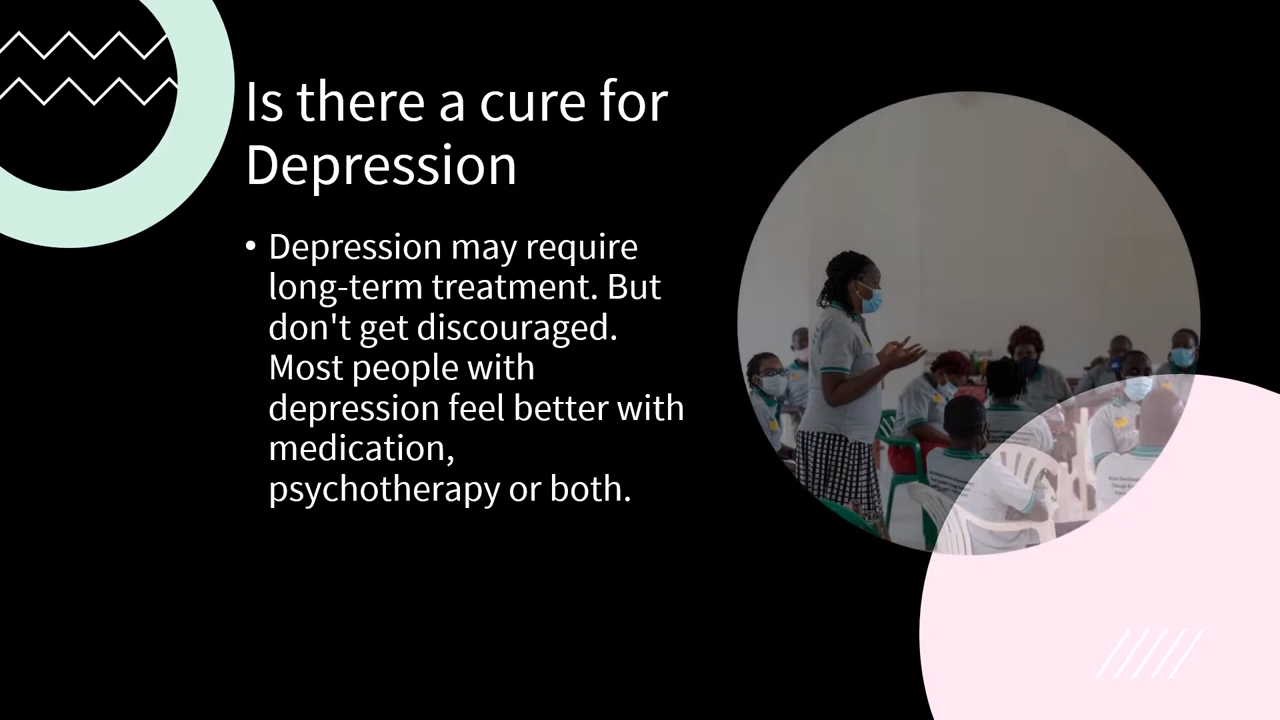 Is there a cure for
Depression
• Depression may require
long-term treatment. But
don't get discouraged.
Most people with
depression feel better with
medication,
psychotherapy or both.